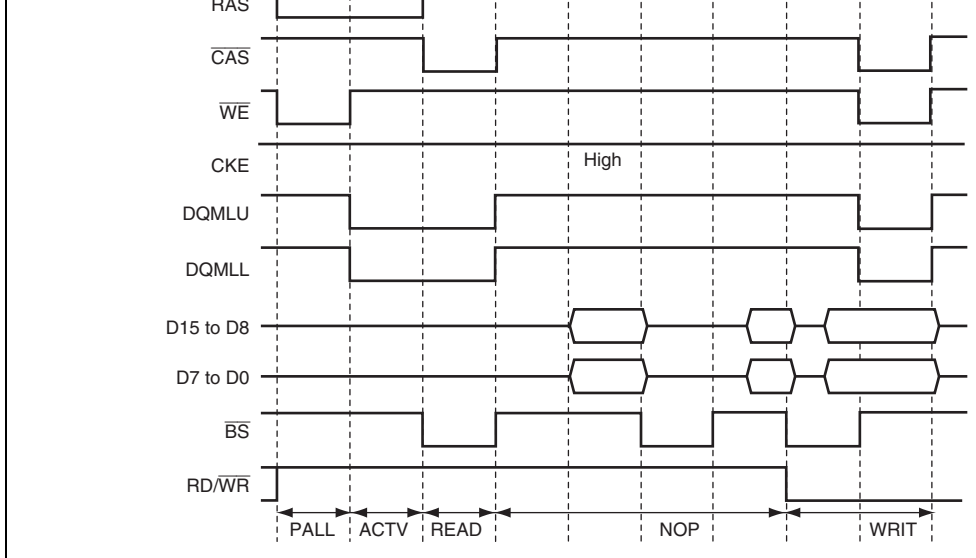 RAS
CAS
WE
CKE
High
DQMLU
DQMLL
D15 to D8
D7 to D0
BS
RD/WR
PALL ACTV READ NOP WRIT